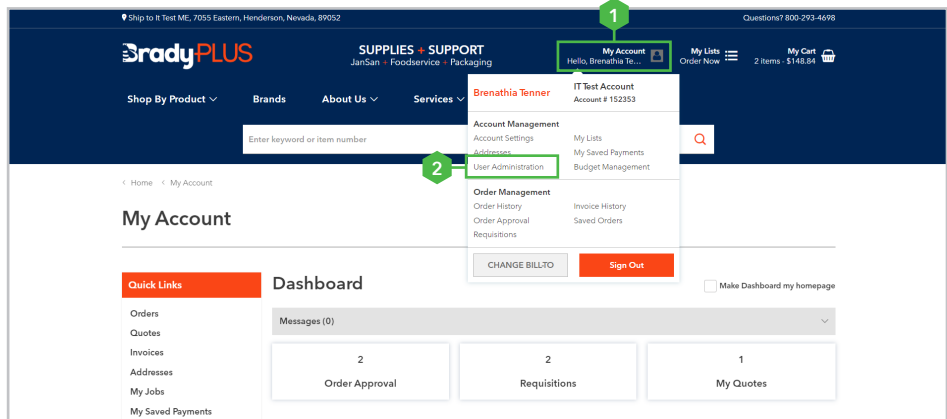 Ship to It Test ME, 7055 Eastern, Henderson, Nevada, 89052
Questions? 800-293-4698
1
BradyPLUS
SUPPLIES + SUPPORT
JanSan + Foodservice + Packaging
My Account
Hello, Brenathia Te...
My Lists
Order Now
My Cart
2 items - $148.84
Shop By Product
Brands
About Us
Services
Brenathia Tenner
IT Test Account
Account # 152353
Enter keyword or item number
Account Management
Account Settings
My Lists
Addresses
My Saved Payments
2
User Administration
Budget Management
Order Management
Order History
Invoice History
Order Approval
Saved Orders
Requisitions
CHANGE BILL-TO
Sign Out
< Home < My Account
My Account
Quick Links
Orders
Quotes
Invoices
Addresses
My Jobs
My Saved Payments
Dashboard
Make Dashboard my homepage
Messages (0)
2
Order Approval
2
Requisitions
1
My Quotes